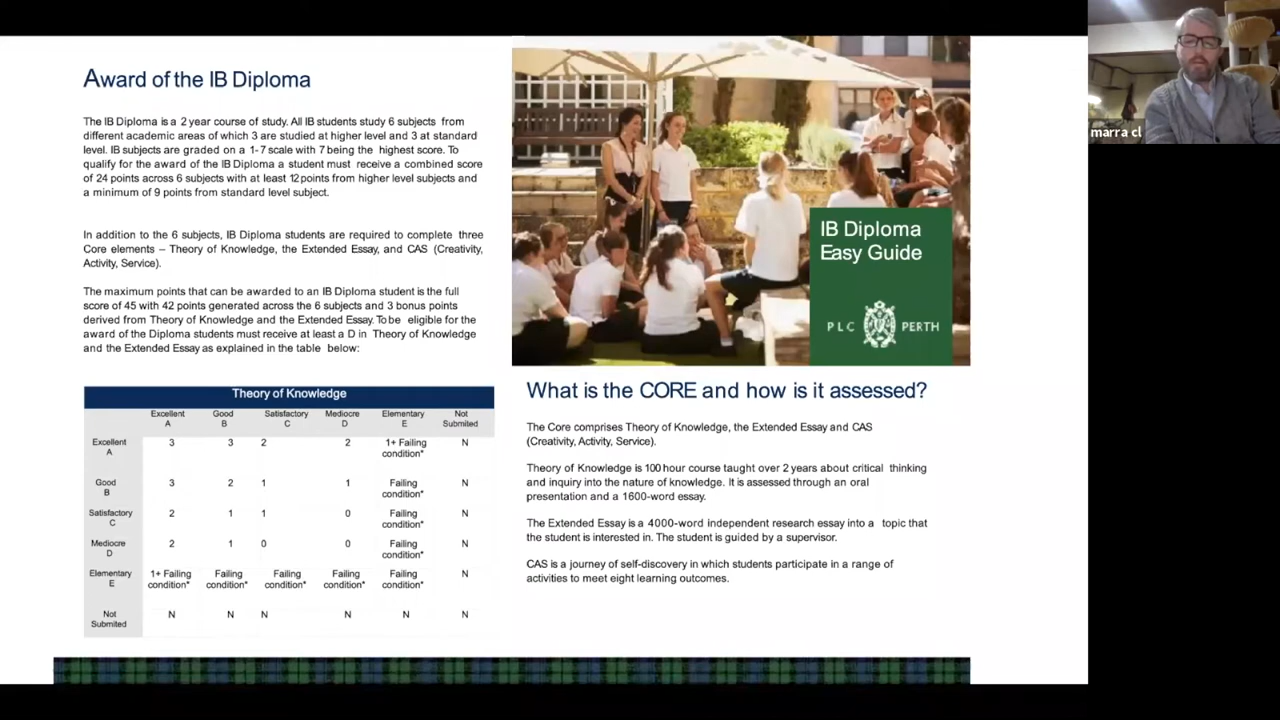 Award of the IB Diploma
The IB Diploma is a 2 year course of study. All IB students study 6 subjects from
different academic areas of which 3 are studied at higher level and 3 at standard
level. IB subjects are graded on a 1-7 scale with 7 being the highest score. To
qualify for the award of the IB Diploma a student must receive a combined score
of 24 points across 6 subjects with at least 12 points from higher level subjects and
a minimum of 9 points from standard level subject.
In addition to the 6 subjects, IB Diploma students are required to complete three
Core elements – Theory of Knowledge, the Extended Essay, and CAS (Creativity,
Activity, Service).
The maximum points that can be awarded to an IB Diploma student is the full
score of 45 with 42 points generated across the 6 subjects and 3 bonus points
derived from Theory of Knowledge and the Extended Essay. To be eligible for the
award of the Diploma students must receive at least a D in Theory of Knowledge
and the Extended Essay as explained in the table below:
Theory of Knowledge
Excellent Good Satisfactory Mediocre Elementary Not
A B C D E Submited
Excellent 3 3 2 2 1+ Failing N
A condition*
Good 3 2 1 1 Failing N
B condition*
Satisfactory 2 1 1 0 Failing N
C condition*
Mediocre 2 1 0 0 Failing N
D condition*
Elementary 1+ Failing Failing Failing Failing Failing N
E condition* condition* condition* condition* condition*
Not N N N N N N
Submited
IB Diploma
Easy Guide
PLC PERTH
What is the CORE and how is it assessed?
The Core comprises Theory of Knowledge, the Extended Essay and CAS
(Creativity, Activity, Service).
Theory of Knowledge is 100 hour course taught over 2 years about critical thinking
and inquiry into the nature of knowledge. It is assessed through an oral
presentation and a 1600-word essay.
The Extended Essay is a 4000-word independent research essay into a topic that
the student is interested in. The student is guided by a supervisor.
CAS is a journey of self-discovery in which students participate in a range of
activities to meet eight learning outcomes.
marra cl